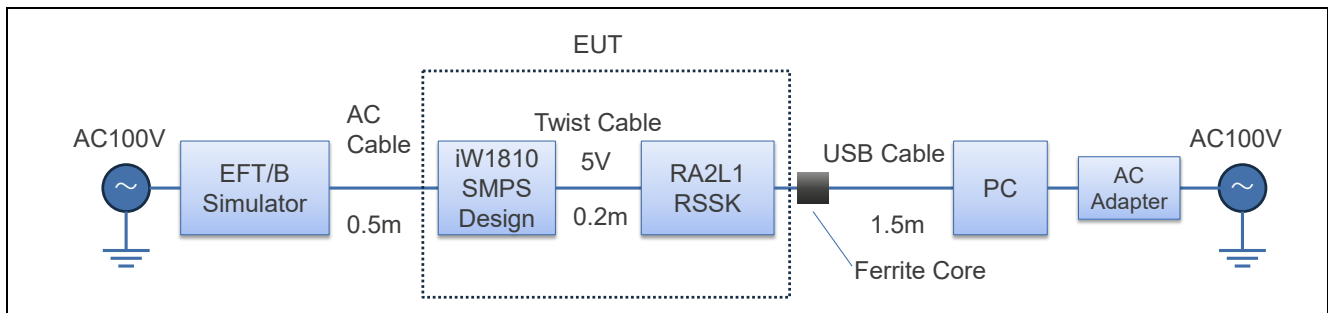 EUT
AC100V
EFT/B
Simulator
AC
Cable
0.5m
iW1810
SMPS
Design
Twist Cable
5V
0.2m
RA2L1
RSSK
USB Cable
1.5m
Ferrite Core
PC
AC
Adapter
AC100V